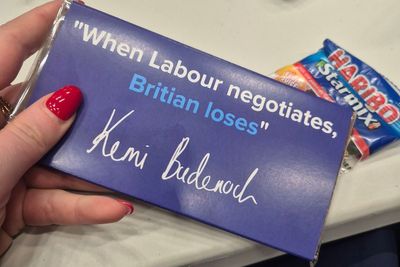 "When Labour negotiates,
Britian loses"
Kemi Badenoch
HARIBO
Starmix